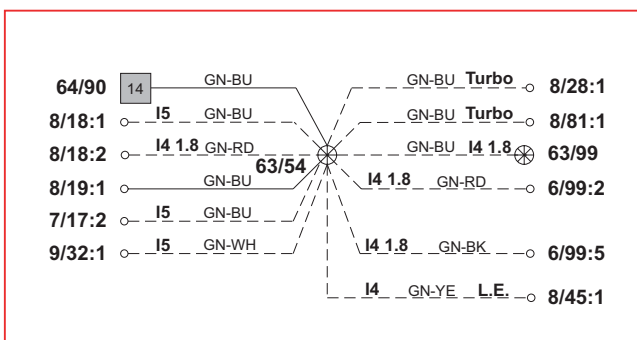 64/90 14 GN-BU GN-BU Turbo 8/28:1
8/18:1 I5 GN-BU GN-BU Turbo 8/81:1
8/18:2 I4 1.8 GN-RD 63/54 GN-BU I4 1.8 63/99
8/19:1 GN-BU I4 1.8 GN-RD 6/99:2
7/17:2 I5 GN-BU
9/32:1 I5 GN-WH I4 1.8 GN-BK 6/99:5
I4 GN-YE L.E. 8/45:1